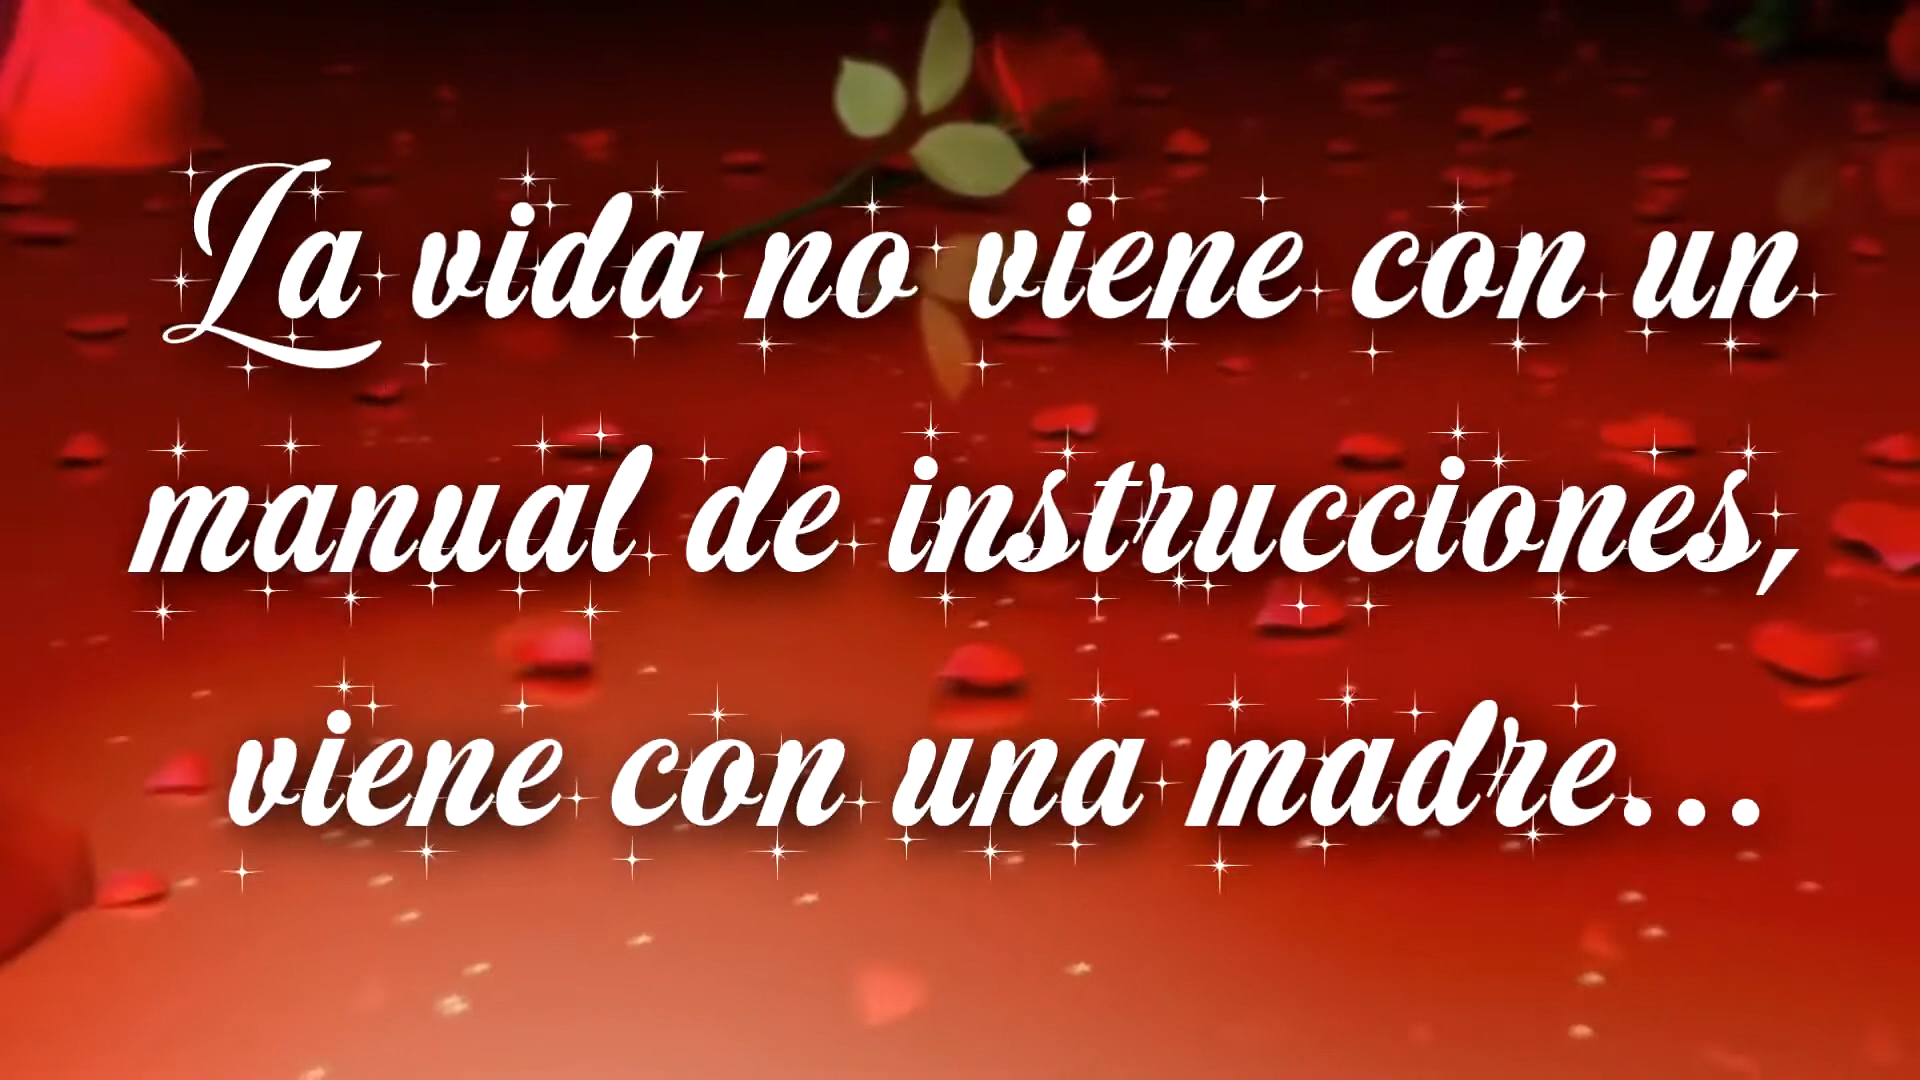 La vida no viene con un
manual de instrucciones,
viene con una madre...